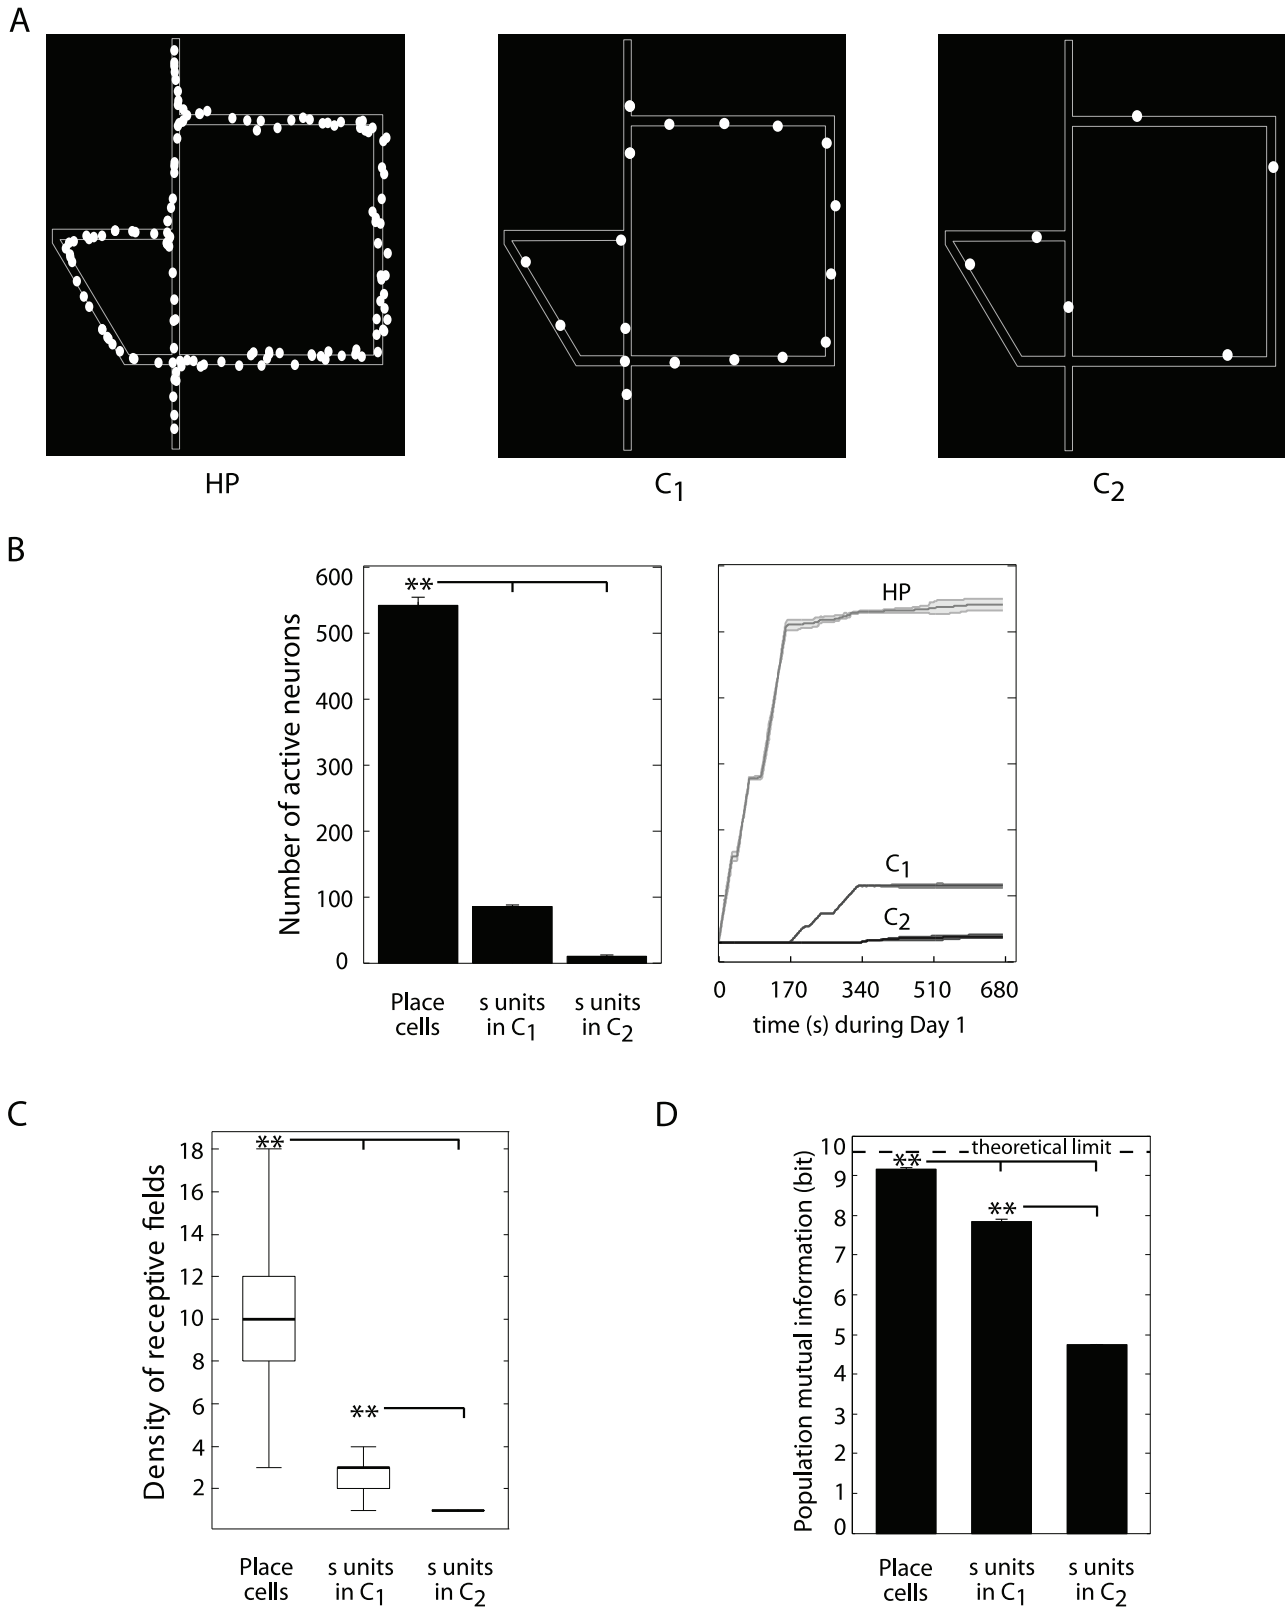 A
HP
C1
C2
B
Number of active neurons
600
500
400
300
200
100
0
**
Place cells
s units in C1
s units in C2
HP
C1
C2
0 170 340 510 680
time (s) during Day 1
C
Density of receptive fields
18
16
14
12
10
8
6
4
2
**
**
Place cells
s units in C1
s units in C2
D
Population mutual information (bit)
10
9
8
7
6
5
4
3
2
1
0
theoretical limit
**
**
Place cells
s units in C1
s units in C2